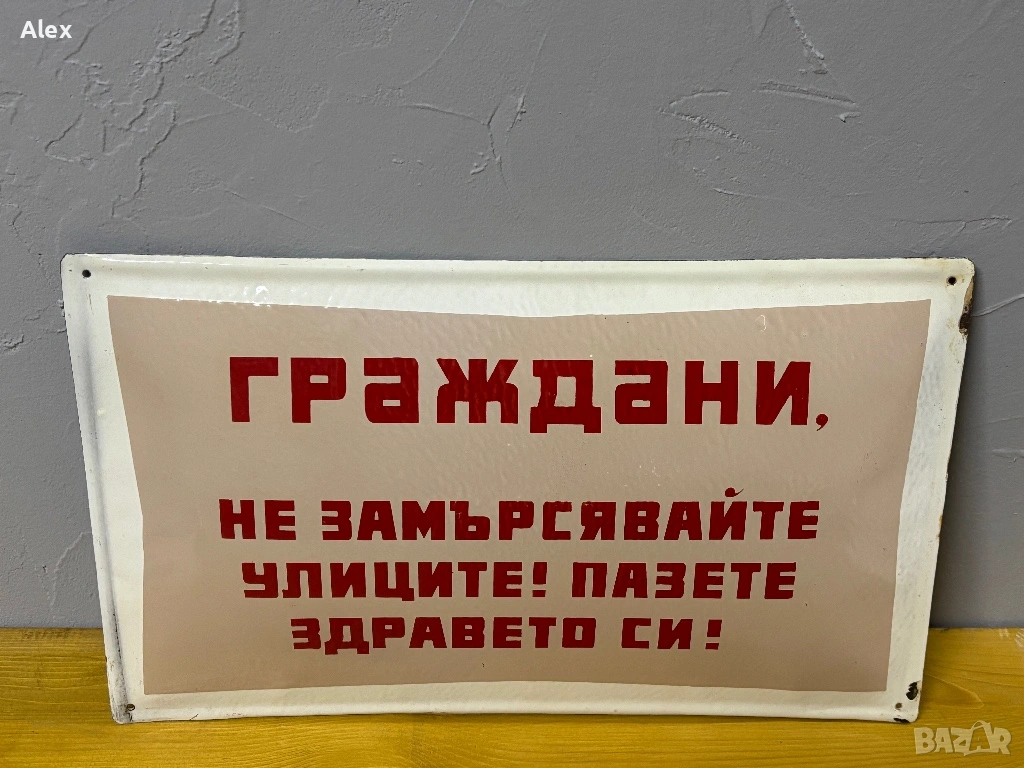 Alex
ГРАЖДАНИ,
НЕ ЗАМЪРСЯВАЙТЕ
УЛИЦИТЕ! ПАЗЕТЕ
ЗДРАВЕТО СИ!
BAZAR